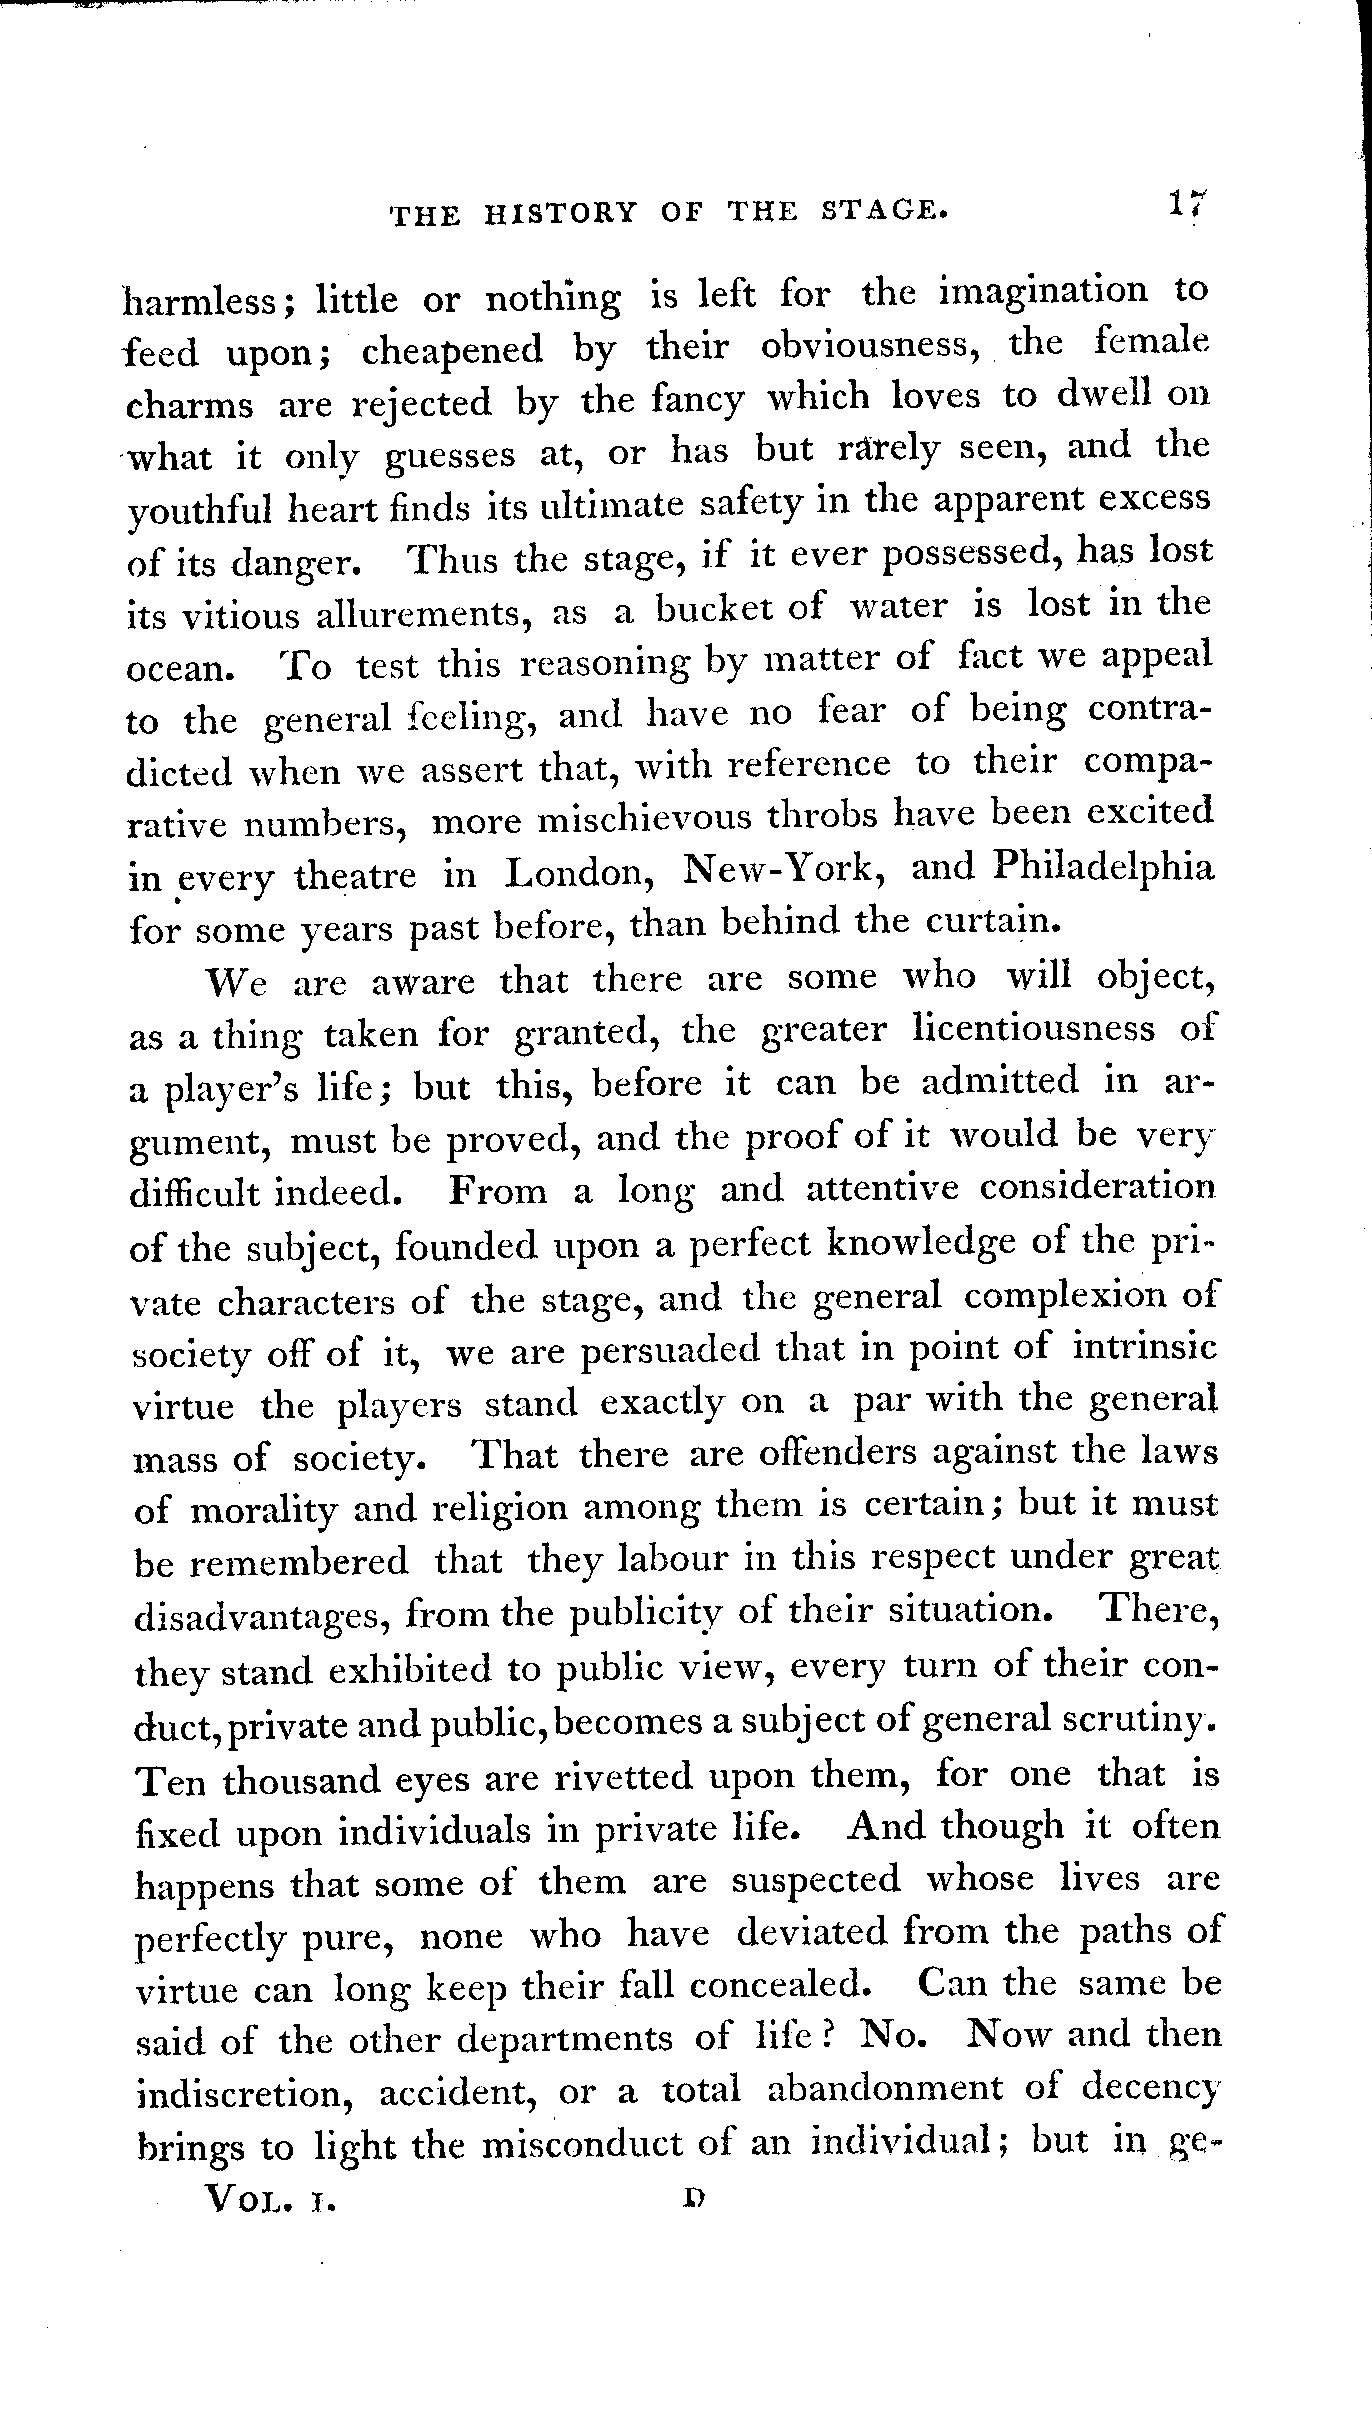 THE HISTORY OF THE STAGE. 17
harmless; little or nothing is left for the imagination to
feed upon; cheapened by their obviousness, the female
charms are rejected by the fancy which loves to dwell on
what it only guesses at, or has but rarely seen, and the
youthful heart finds its ultimate safety in the apparent excess
of its danger. Thus the stage, if it ever possessed, has lost
its vitious allurements, as a bucket of water is lost in the
ocean. To test this reasoning by matter of fact we appeal
to the general feeling, and have no fear of being contra-
dicted when we assert that, with reference to their compa-
rative numbers, more mischievous throbs have been excited
in every theatre in London, New-York, and Philadelphia
for some years past before, than behind the curtain.
We are aware that there are some who will object,
as a thing taken for granted, the greater licentiousness of
a player's life; but this, before it can be admitted in ar-
gument, must be proved, and the proof of it would be very
difficult indeed. From a long and attentive consideration
of the subject, founded upon a perfect knowledge of the pri-
vate characters of the stage, and the general complexion of
society off of it, we are persuaded that in point of intrinsic
virtue the players stand exactly on a par with the general
mass of society. That there are offenders against the laws
of morality and religion among them is certain; but it must
be remembered that they labour in this respect under great
disadvantages, from the publicity of their situation. There,
they stand exhibited to public view, every turn of their con-
duct, private and public, becomes a subject of general scrutiny.
Ten thousand eyes are rivetted upon them, for one that is
fixed upon individuals in private life. And though it often
happens that some of them are suspected whose lives are
perfectly pure, none who have deviated from the paths of
virtue can long keep their fall concealed. Can the same be
said of the other departments of life? No. Now and then
indiscretion, accident, or a total abandonment of decency
brings to light the misconduct of an individual; but in ge-
VOL. I. D